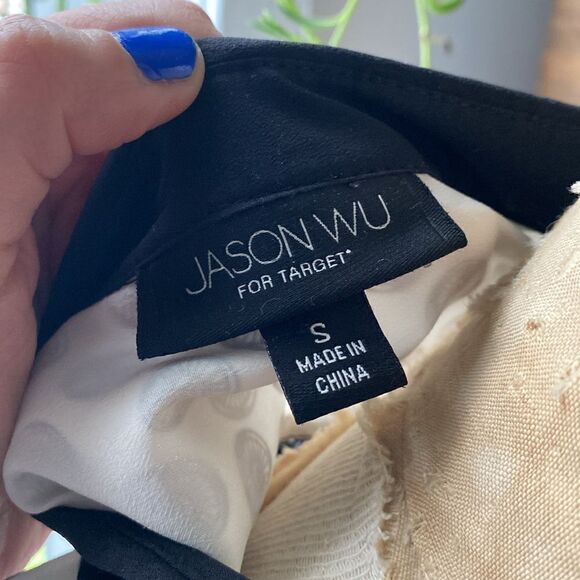 JASON WU
FOR TARGET*
S
MADE IN
CHINA